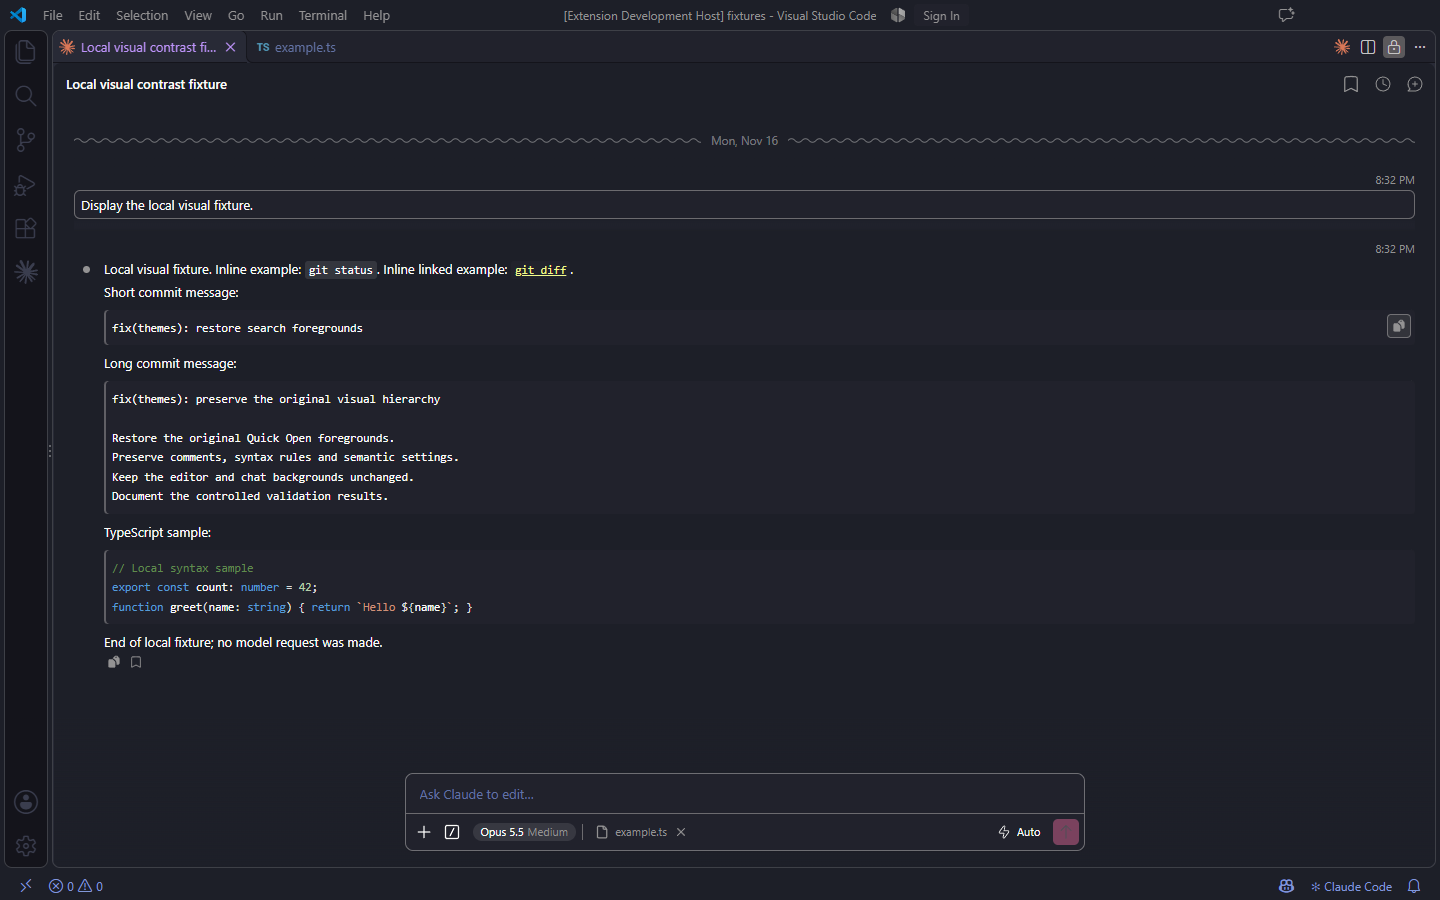 File Edit Selection View Go Run Terminal Help
[Extension Development Host] fixtures - Visual Studio Code
Sign In
Local visual contrast fi...
TS example.ts
Local visual contrast fixture
Mon, Nov 16
8:32 PM
Display the local visual fixture.
8:32 PM
Local visual fixture. Inline example: git status. Inline linked example: git diff.
Short commit message:
fix(themes): restore search foregrounds
Long commit message:
fix(themes): preserve the original visual hierarchy
Restore the original Quick Open foregrounds.
Preserve comments, syntax rules and semantic settings.
Keep the editor and chat backgrounds unchanged.
Document the controlled validation results.
TypeScript sample:
// Local syntax sample
export const count: number = 42;
function greet(name: string) { return `Hello ${name}`; }
End of local fixture; no model request was made.
Ask Claude to edit...
Opus 5.5 Medium
example.ts
Auto
0 0
Claude Code